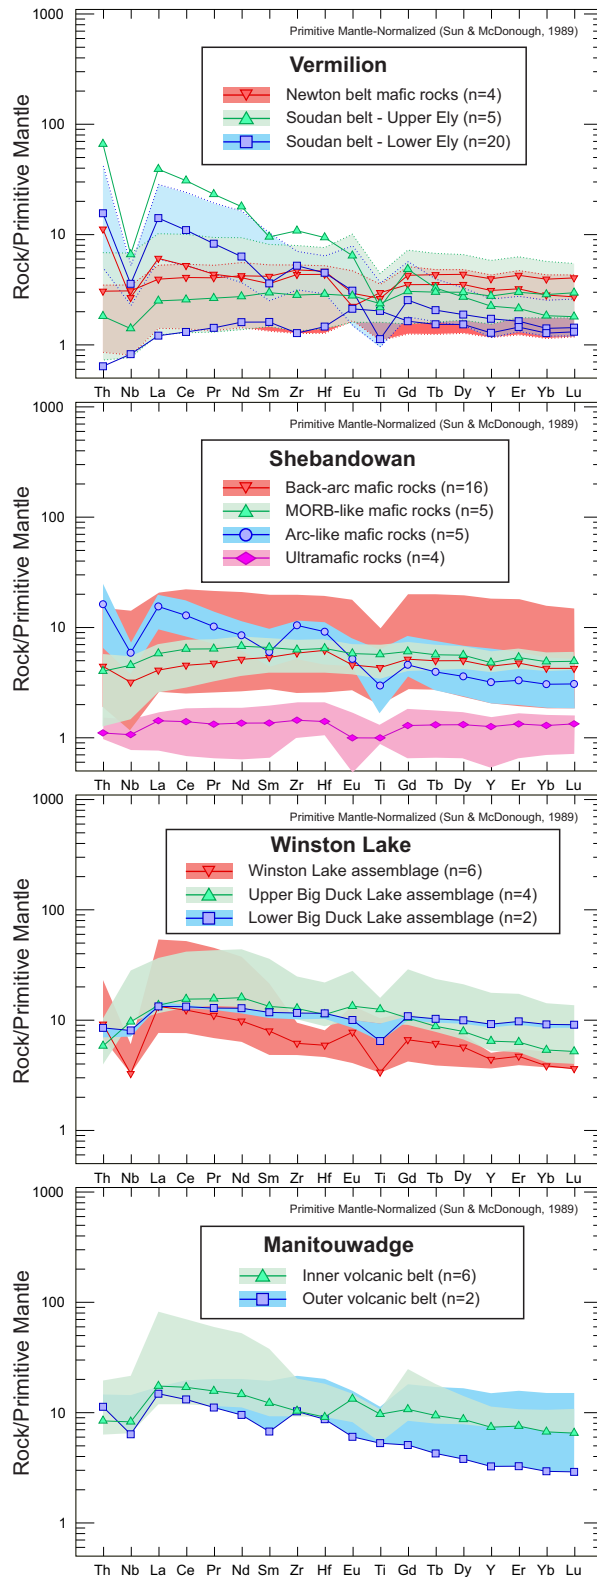 1000
Primitive Mantle-Normalized (Sun & McDonough, 1989)
Vermilion
Newton belt mafic rocks (n=4)
Soudan belt - Upper Ely (n=5)
Soudan belt - Lower Ely (n=20)
100
10
1
Rock/Primitive Mantle
Th Nb La Ce Pr Nd Sm Zr Hf Eu Ti Gd Tb Dy Y Er Yb Lu
1000
Primitive Mantle-Normalized (Sun & McDonough, 1989)
Shebandowan
Back-arc mafic rocks (n=16)
MORB-like mafic rocks (n=5)
Arc-like mafic rocks (n=5)
Ultramafic rocks (n=4)
100
10
1
Rock/Primitive Mantle
Th Nb La Ce Pr Nd Sm Zr Hf Eu Ti Gd Tb Dy Y Er Yb Lu
1000
Primitive Mantle-Normalized (Sun & McDonough, 1989)
Winston Lake
Winston Lake assemblage (n=6)
Upper Big Duck Lake assemblage (n=4)
Lower Big Duck Lake assemblage (n=2)
100
10
1
Rock/Primitive Mantle
Th Nb La Ce Pr Nd Sm Zr Hf Eu Ti Gd Tb Dy Y Er Yb Lu
1000
Primitive Mantle-Normalized (Sun & McDonough, 1989)
Manitouwadge
Inner volcanic belt (n=6)
Outer volcanic belt (n=2)
100
10
1
Rock/Primitive Mantle
Th Nb La Ce Pr Nd Sm Zr Hf Eu Ti Gd Tb Dy Y Er Yb Lu